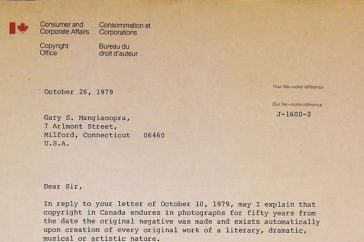 Consumer and Consommation et
Corporate Affairs Corporations
Copyright Bureau du
Office droit d'auteur
Your file—votre référence
October 26, 1979
Our file—notre référence
J-1600-2
Gary S. Mangiaopra,
7 Arlmont Street,
Milford, Connecticut 06460
U.S.A.
Dear Sir,
In reply to your letter of October 10, 1979, may I explain that
copyright in Canada endures in photographs for fifty years from
the date the original negative was made and exists automatically
upon creation of every original work of a literary, dramatic,
musical or artistic nature.